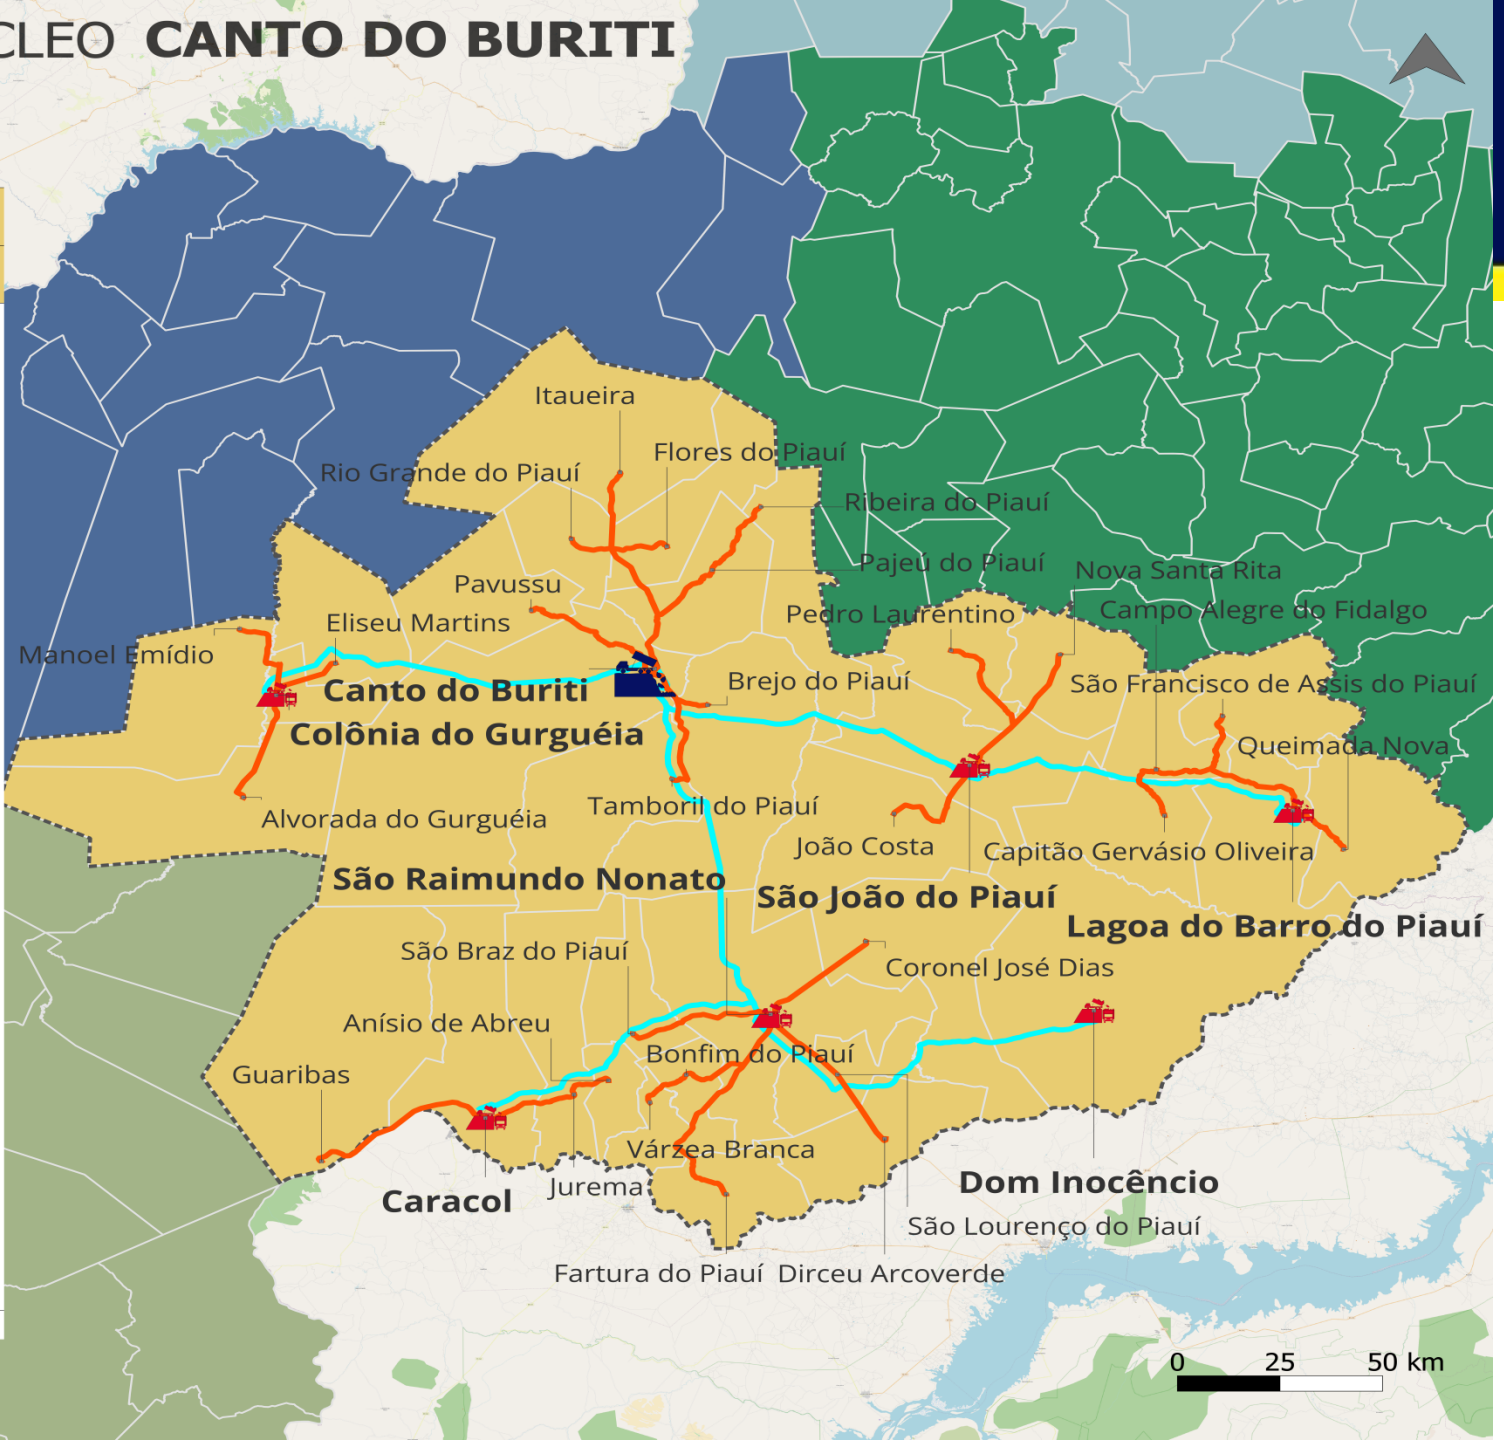 CLEO CANTO DO BURITI
Itaueira
Flores do Piauí
Rio Grande do Piauí
Ribeira do Piauí
Pajeú do Piauí
Nova Santa Rita
Pavussu
Campo Alegre do Fidalgo
Pedro Laurentino
Eliseu Martins
Manoel Emídio
Brejo do Piauí
São Francisco de Assis do Piauí
Canto do Buriti
Colônia do Gurguéia
Queimada Nova
Tamboril do Piauí
Alvorada do Gurguéia
João Costa
Capitão Gervásio Oliveira
São Raimundo Nonato
São João do Piauí
Lagoa do Barro do Piauí
São Braz do Piauí
Coronel José Dias
Anísio de Abreu
Bonfim do Piauí
Guaribas
Várzea Branca
Dom Inocêncio
Jurema
Caracol
São Lourenço do Piauí
Fartura do Piauí
Dirceu Arcoverde
0 25 50 km